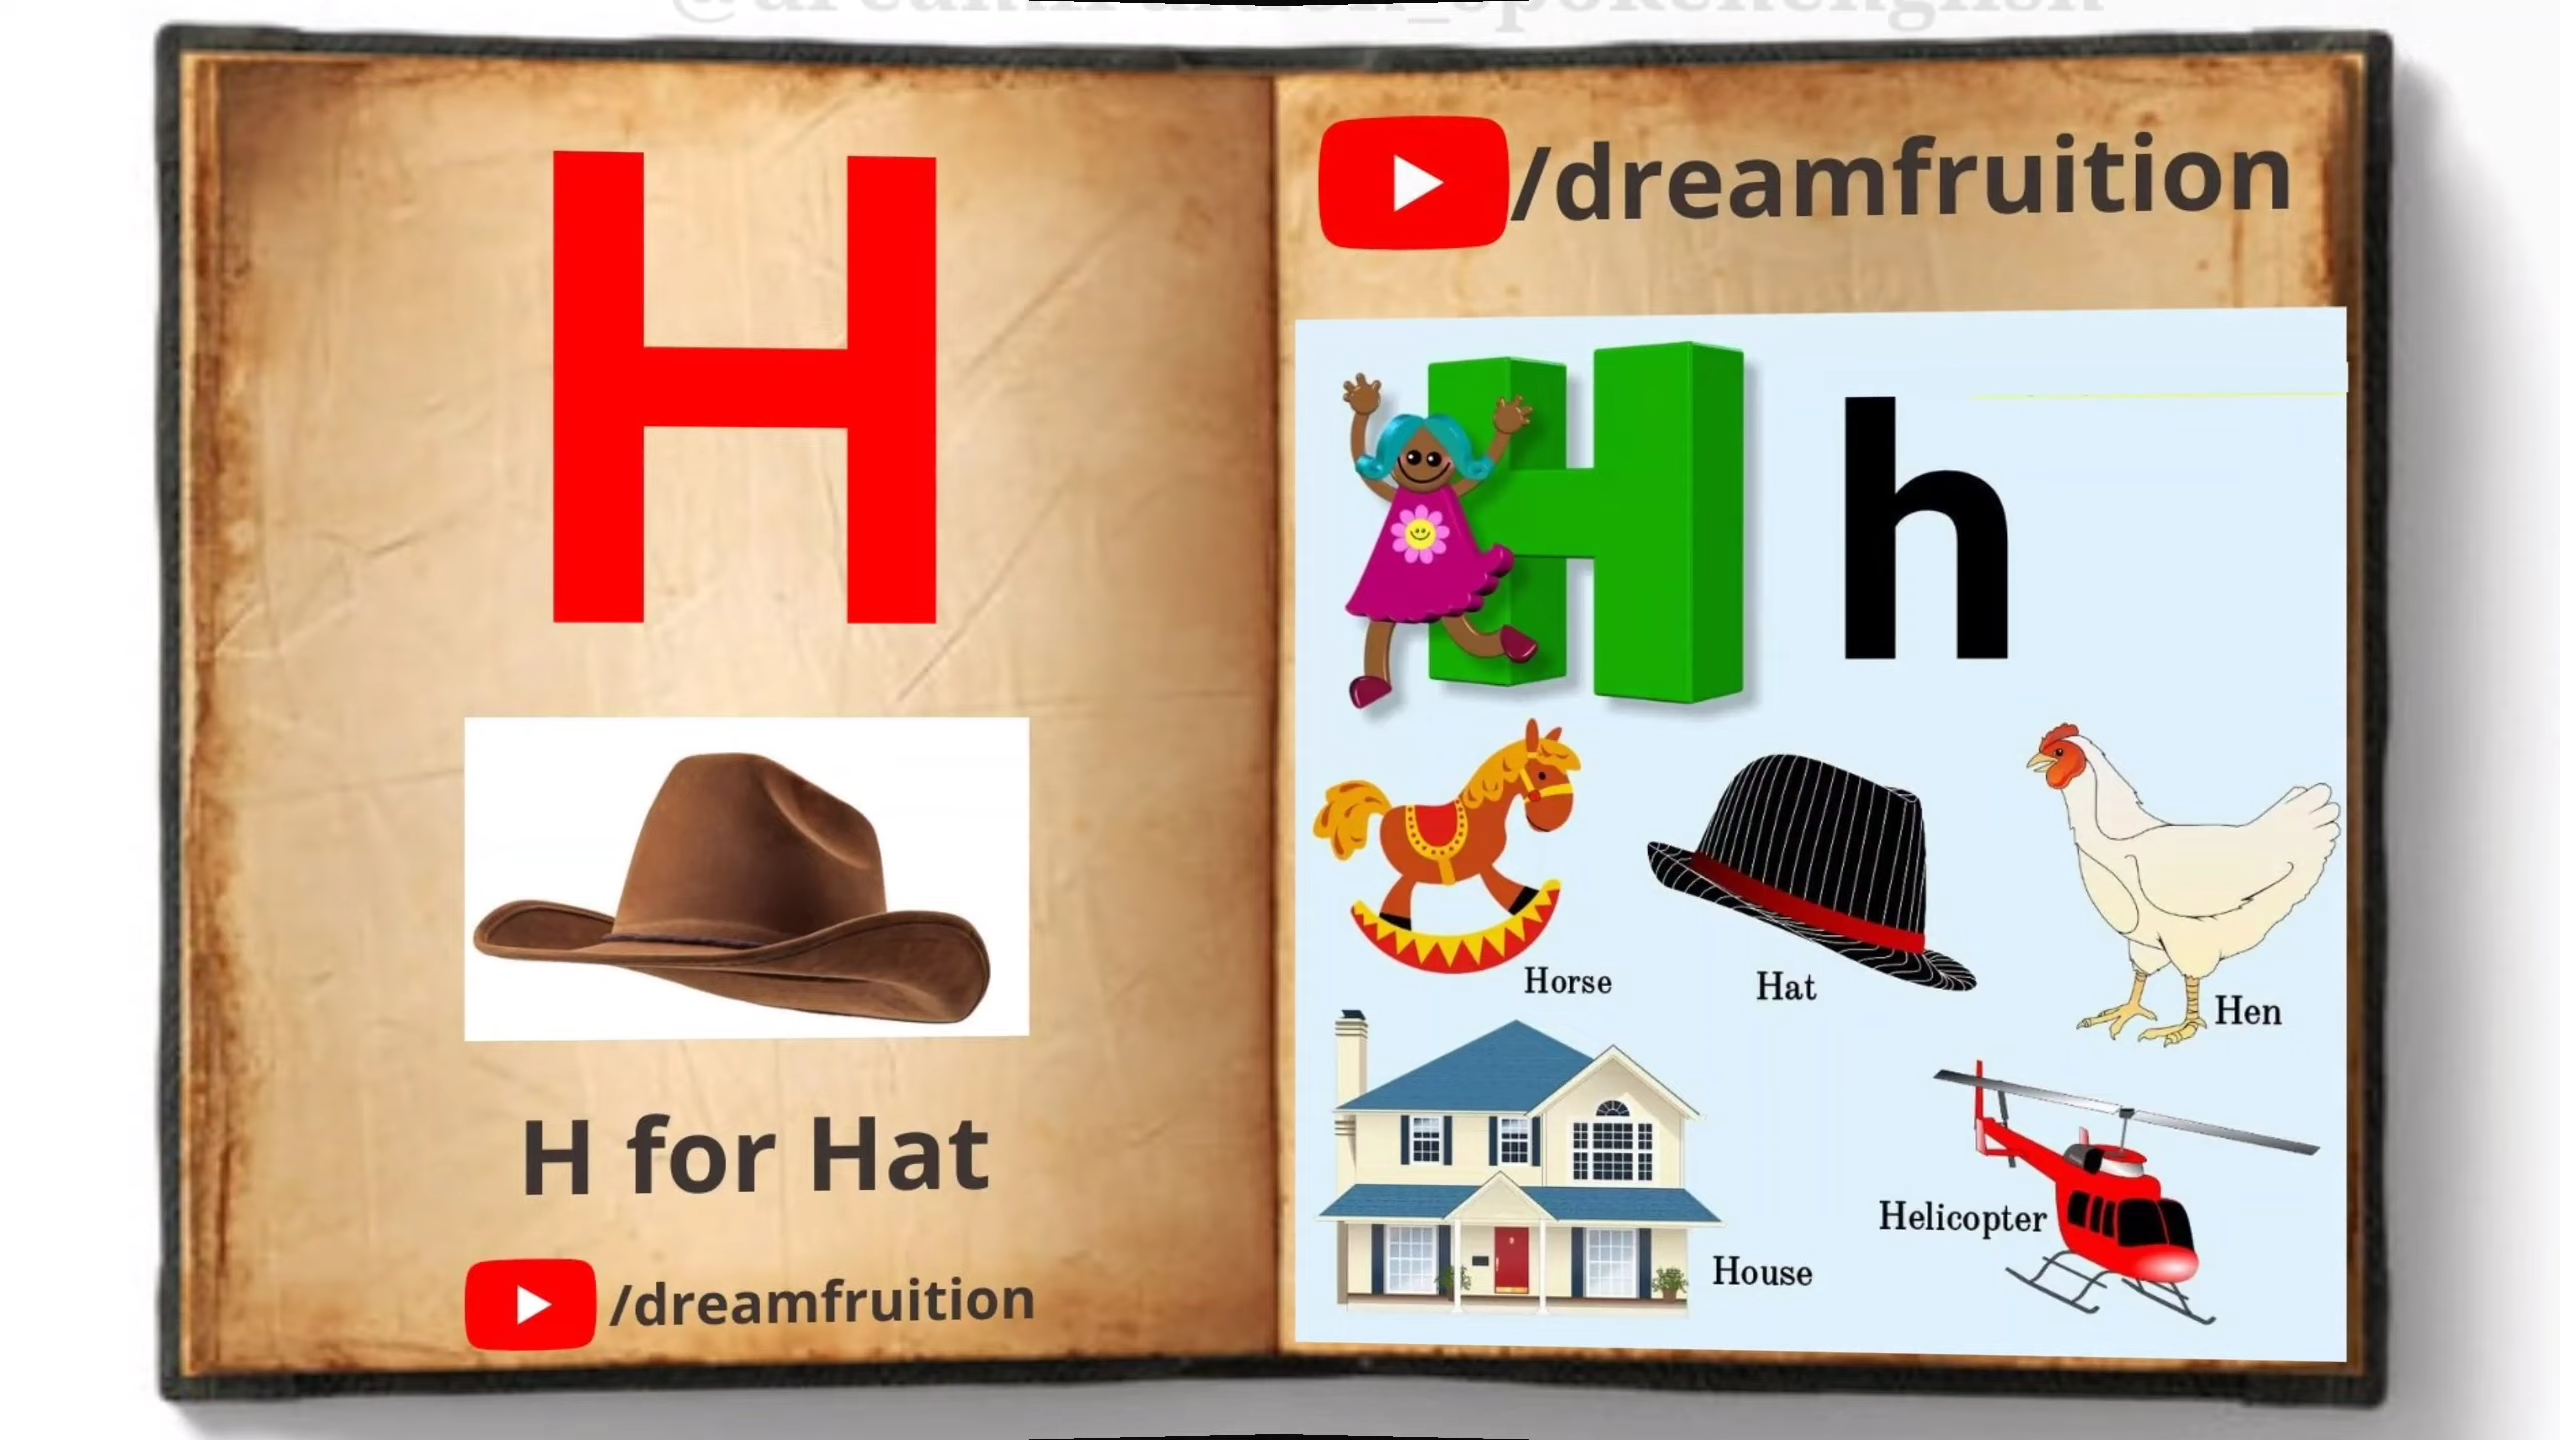 H
H for Hat
/dreamfruition
/dreamfruition
H h
Horse
Hat
Hen
House
Helicopter